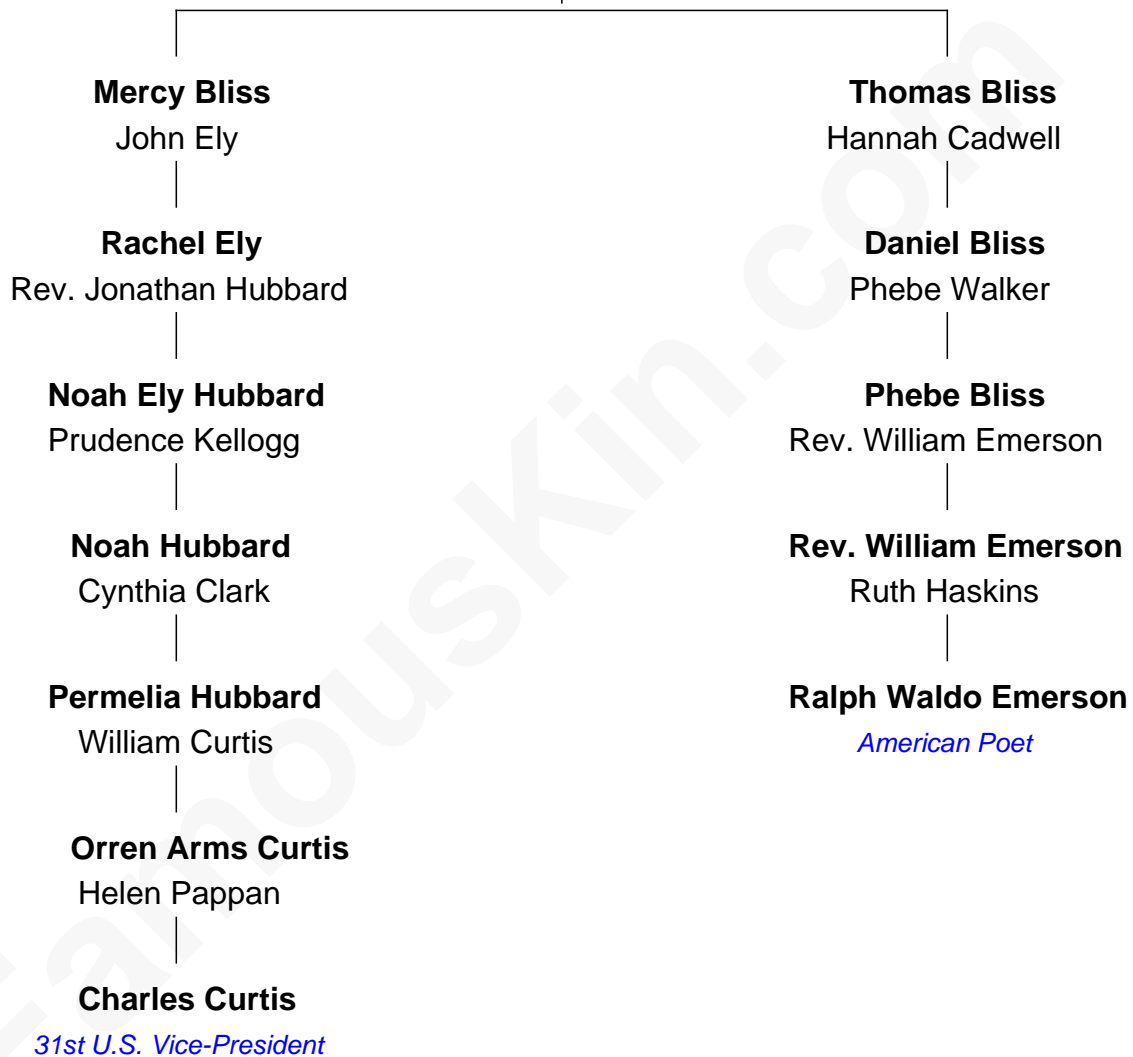 Mercy Bliss
John Ely
Rachel Ely
Rev. Jonathan Hubbard
Noah Ely Hubbard
Prudence Kellogg
Noah Hubbard
Cynthia Clark
Permelia Hubbard
William Curtis
Orren Arms Curtis
Helen Pappan
Charles Curtis
31st U.S. Vice-President
Thomas Bliss
Hannah Cadwell
Daniel Bliss
Phebe Walker
Phebe Bliss
Rev. William Emerson
Rev. William Emerson
Ruth Haskins
Ralph Waldo Emerson
American Poet
FamousKin.com